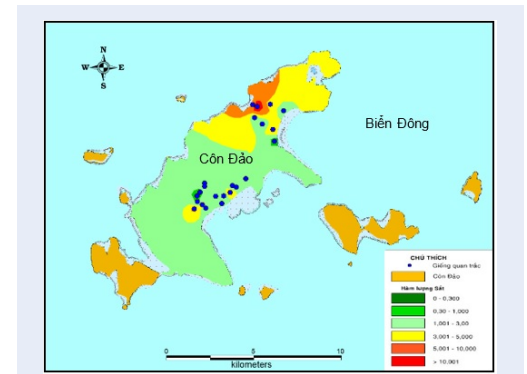 N
W E
S
Biển Đông
Côn Đảo
CHÚ THÍCH
Giếng quan trắc
Côn Đảo
Hàm lượng Sắt
0 - 0,300
0,30 - 1,000
1,001 - 3,00
3,001 - 5,000
5,001 - 10,000
> 10,001
0 5 10
kilometers